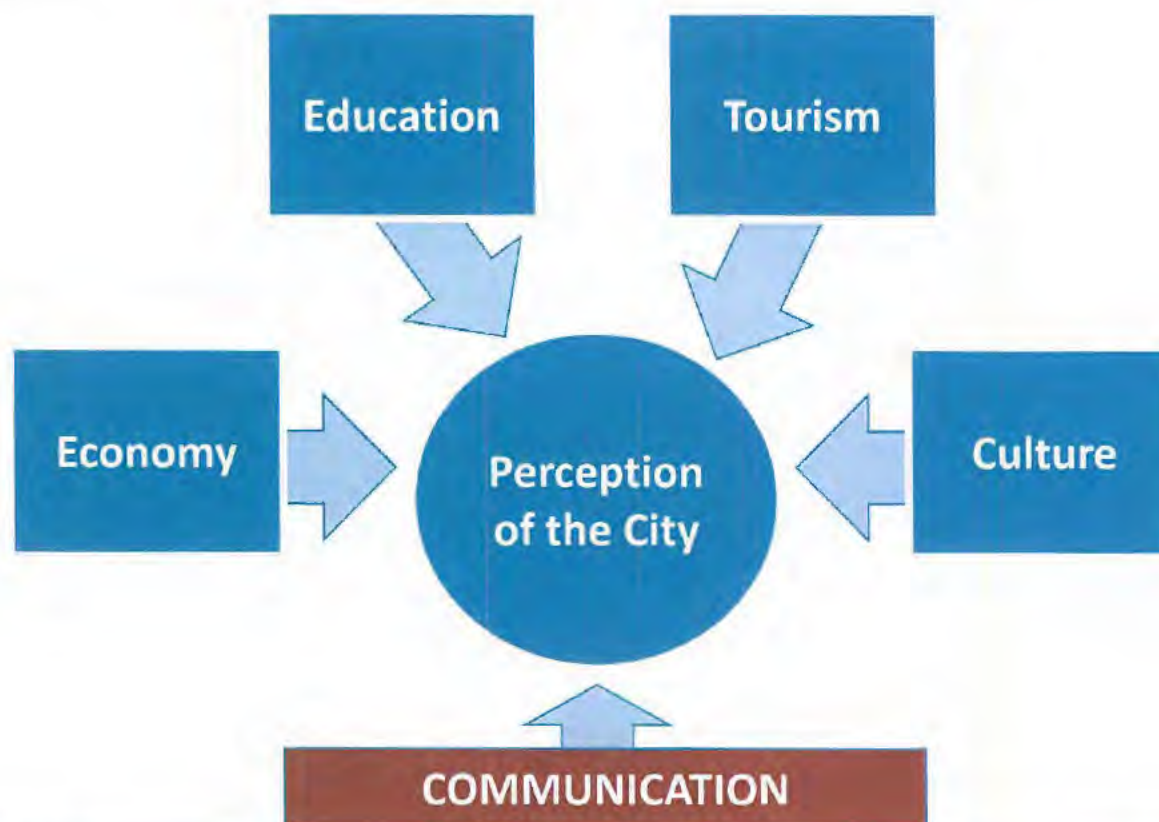 Education
Tourism
Economy
Perception
of the City
Culture
COMMUNICATION